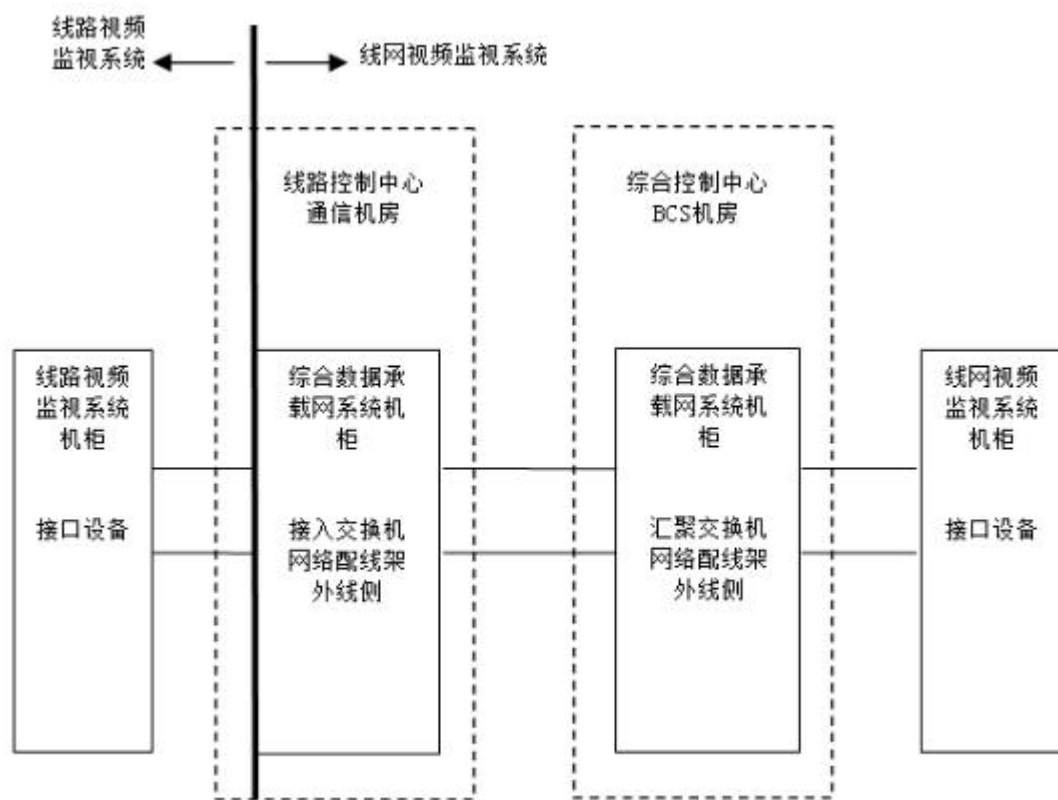 线路视频
监视系统
线网视频监视系统
线路控制中心
通信机房
综合控制中心
BCS机房
线路视频
监视系统
机柜
接口设备
综合数据承
载网系统机
柜
接入交换机
网络配线架
外线侧
综合数据承
载网系统机
柜
汇聚交换机
网络配线架
外线侧
线网视频
监视系统
机柜
接口设备